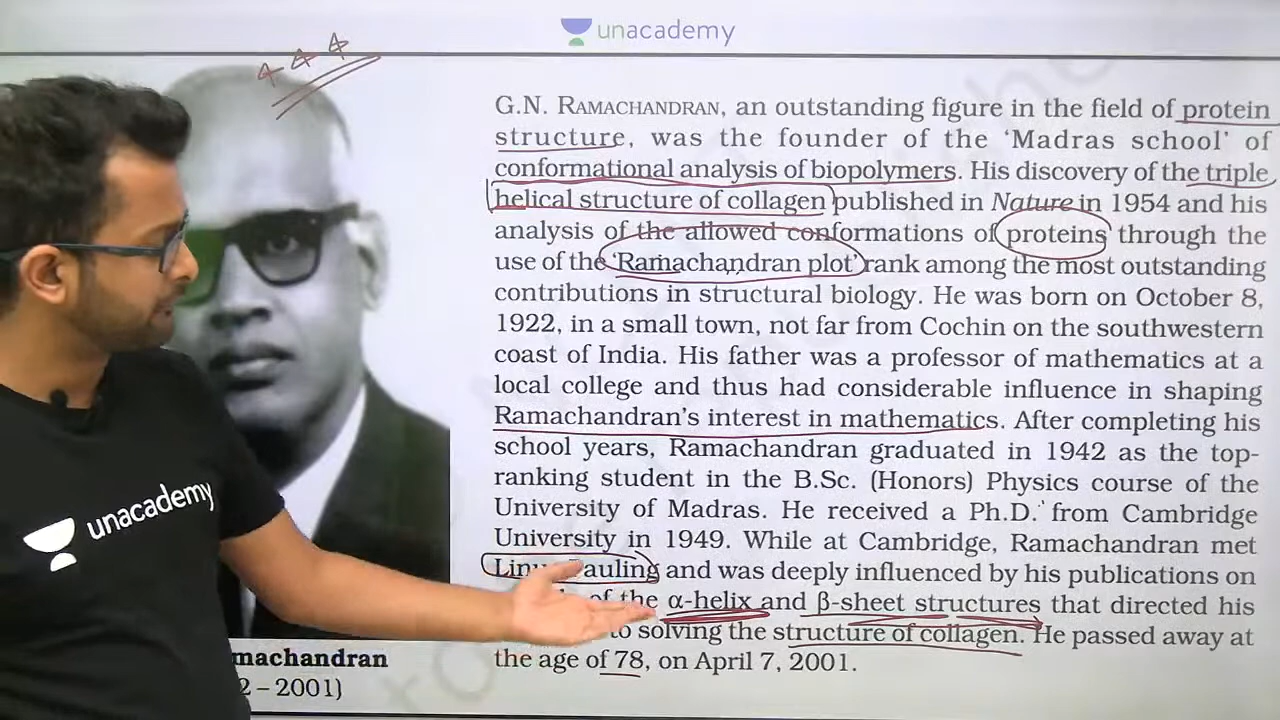 unacademy
G.N. RAMACHANDRAN, an outstanding figure in the field of protein
structure, was the founder of the ‘Madras school’ of
conformational analysis of biopolymers. His discovery of the triple
helical structure of collagen published in Nature in 1954 and his
analysis of the allowed conformations of proteins through the
use of the ‘Ramachandran plot’ rank among the most outstanding
contributions in structural biology. He was born on October 8,
1922, in a small town, not far from Cochin on the southwestern
coast of India. His father was a professor of mathematics at a
local college and thus had considerable influence in shaping
Ramachandran’s interest in mathematics. After completing his
school years, Ramachandran graduated in 1942 as the top-
ranking student in the B.Sc. (Honors) Physics course of the
University of Madras. He received a Ph.D. from Cambridge
University in 1949. While at Cambridge, Ramachandran met
Linus Pauling and was deeply influenced by his publications on
of the α-helix and β-sheet structures that directed his
to solving the structure of collagen. He passed away at
the age of 78, on April 7, 2001.
machandran
2 – 2001)
unacademy